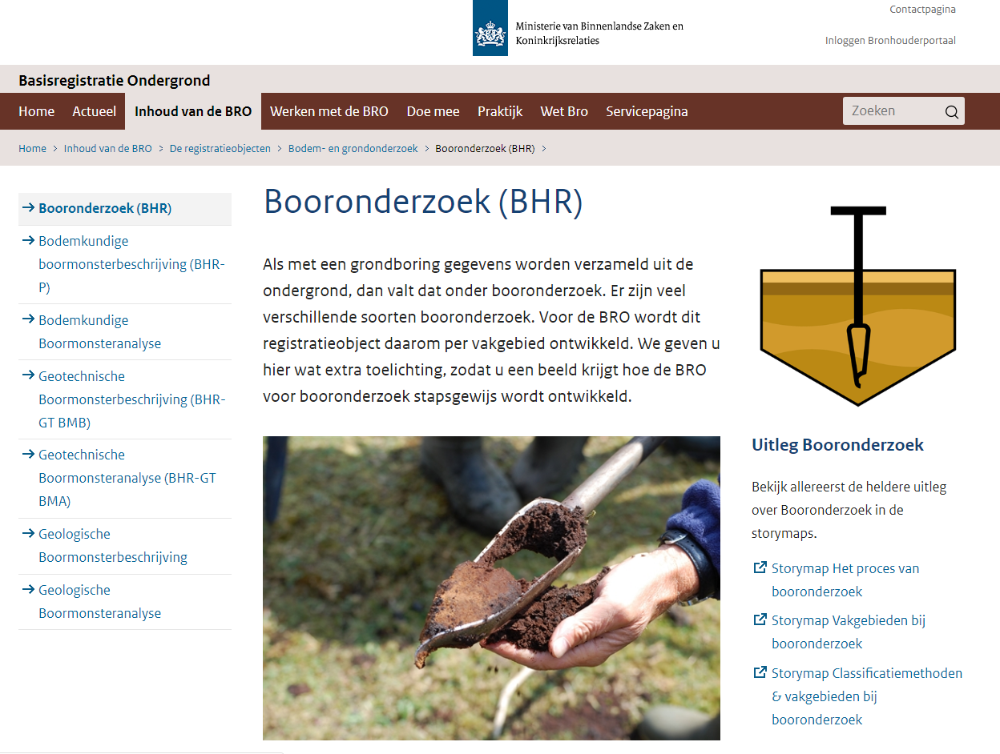 Contactpagina
Ministerie van Binnenlandse Zaken en
Koninkrijksrelaties
Inloggen Bronhouderportaal
Basisregistratie Ondergrond
Home Actueel Inhoud van de BRO Werken met de BRO Doe mee Praktijk Wet Bro Servicepagina Zoeken
Home > Inhoud van de BRO > De registratieobjecten > Bodem- en grondonderzoek > Booronderzoek (BHR) >
→ Booronderzoek (BHR)
→ Bodemkundige
boormonsterbeschrijving (BHR-
P)
→ Bodemkundige
Boormonsteranalyse
→ Geotechnische
Boormonsterbeschrijving (BHR-
GT BMB)
→ Geotechnische
Boormonsteranalyse (BHR-GT
BMA)
→ Geologische
Boormonsterbeschrijving
→ Geologische
Boormonsteranalyse
Booronderzoek (BHR)
Als met een grondboring gegevens worden verzameld uit de
ondergrond, dan valt dat onder booronderzoek. Er zijn veel
verschillende soorten booronderzoek. Voor de BRO wordt dit
registratieobject daarom per vakgebied ontwikkeld. We geven u
hier wat extra toelichting, zodat u een beeld krijgt hoe de BRO
voor booronderzoek stapsgewijs wordt ontwikkeld.
Uitleg Booronderzoek
Bekijk allereerst de heldere uitleg
over Booronderzoek in de
storymaps.
Storymap Het proces van
booronderzoek
Storymap Vakgebieden bij
booronderzoek
Storymap Classificatiemethoden
& vakgebieden bij
booronderzoek